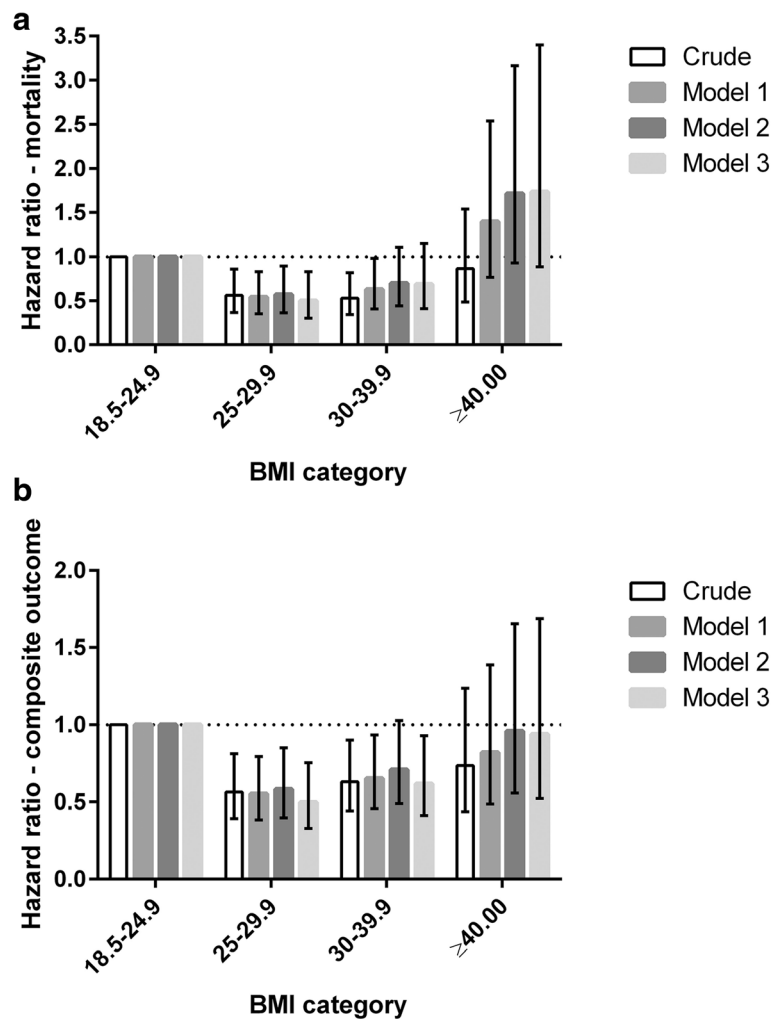 a
Hazard ratio - mortality
3.5
3.0
2.5
2.0
1.5
1.0
0.5
0.0
18.5-24.9
25-29.9
30-39.9
≥40.00
BMI category
Crude
Model 1
Model 2
Model 3
b
Hazard ratio - composite outcome
2.0
1.5
1.0
0.5
0.0
18.5-24.9
25-29.9
30-39.9
≥40.00
BMI category
Crude
Model 1
Model 2
Model 3